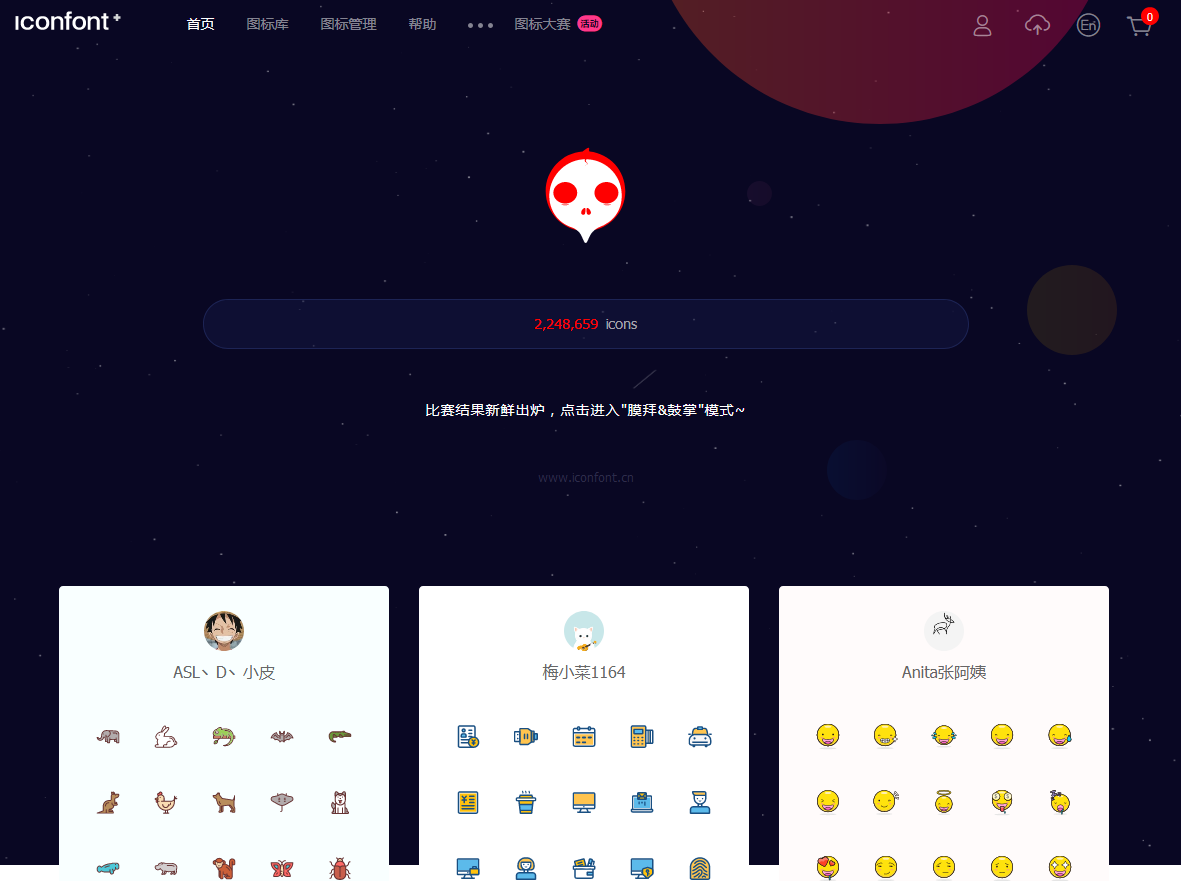 iconfont+ 首页 图标库 图标管理 帮助 ••• 图标大赛 活动 En 0
2,248,659 icons
比赛结果新鲜出炉，点击进入"膜拜&鼓掌"模式~
www.iconfont.cn
ASL丶D丶小皮 梅小菜1164 Anita张阿姨